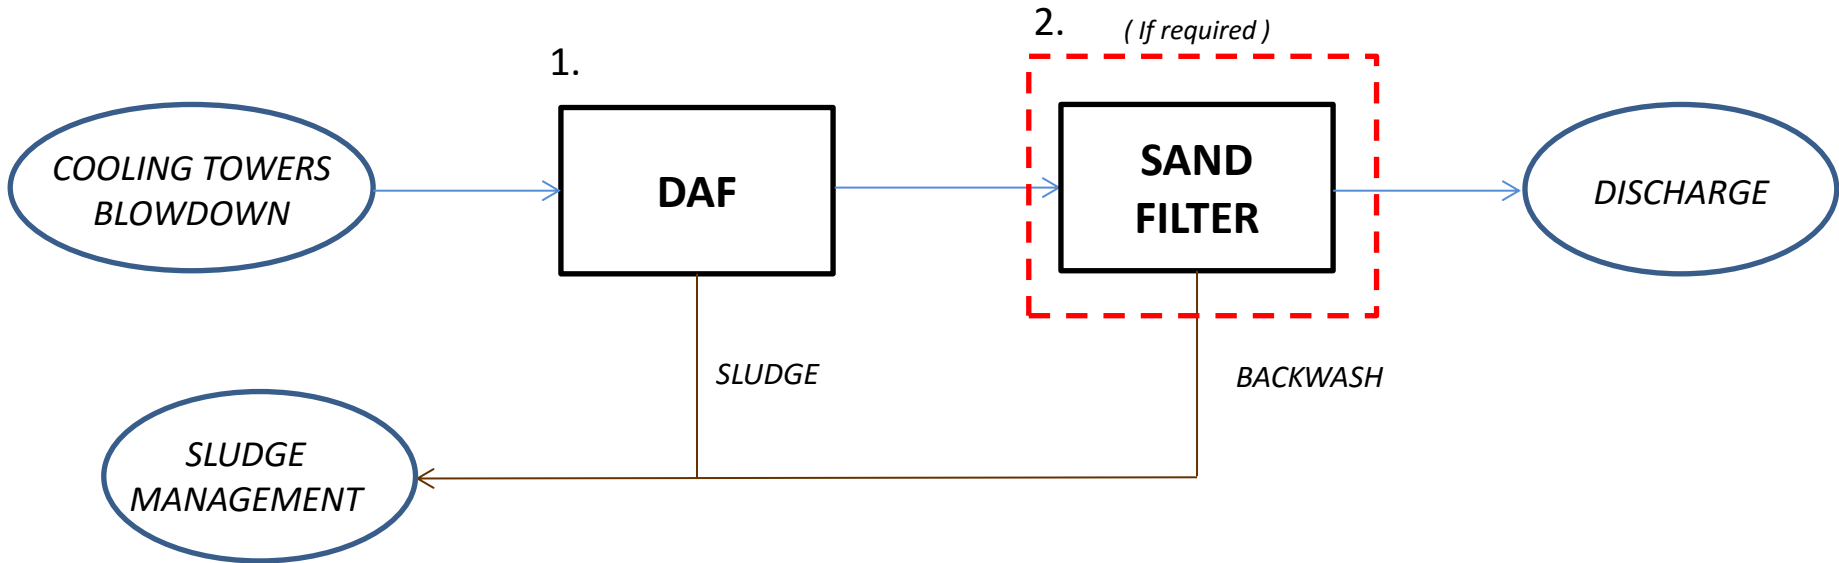 2.
( If required )
1.
COOLING TOWERS
BLOWDOWN
DAF
SAND
FILTER
DISCHARGE
SLUDGE
BACKWASH
SLUDGE
MANAGEMENT